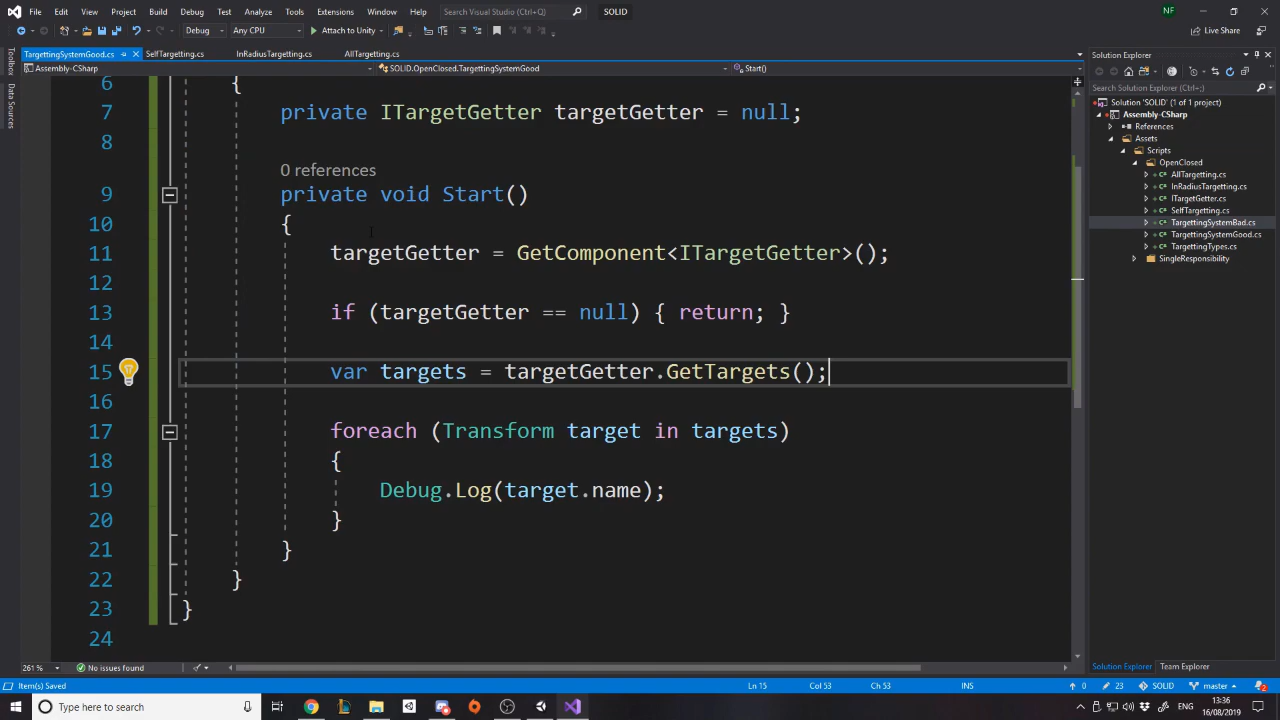 File Edit View Project Build Debug Test Analyze Tools Extensions Window Help Search Visual Studio SOLID NF
Debug Any CPU Attach to Unity Live Share
TargettingSystemGood.cs SelfTargetting.cs InRadiusTargetting.cs AllTargetting.cs
Assembly-CSharp SOLID.OpenClosed.TargettingSystemGood Start()
Toolbox
Data Sources
6 {
7 private ITargetGetter targetGetter = null;
8
0 references
9 private void Start()
10 {
11 targetGetter = GetComponent<ITargetGetter>();
12
13 if (targetGetter == null) { return; }
14
15 var targets = targetGetter.GetTargets();
16
17 foreach (Transform target in targets)
18 {
19 Debug.Log(target.name);
20 }
21 }
22 }
23 }
24
261 % No issues found
Solution Explorer
Search Solution Explorer (Ctrl+;)
Solution 'SOLID' (1 of 1 project)
Assembly-CSharp
References
Assets
Scripts
OpenClosed
AllTargetting.cs
InRadiusTargetting.cs
ITargetGetter.cs
SelfTargetting.cs
TargettingSystemBad.cs
TargettingSystemGood.cs
TargettingTypes.cs
SingleResponsibility
Solution Explorer Team Explorer
Item(s) Saved Ln 15 Col 53 Ch 53 INS 0 23 SOLID master 2
Type here to search
13:36
16/08/2019